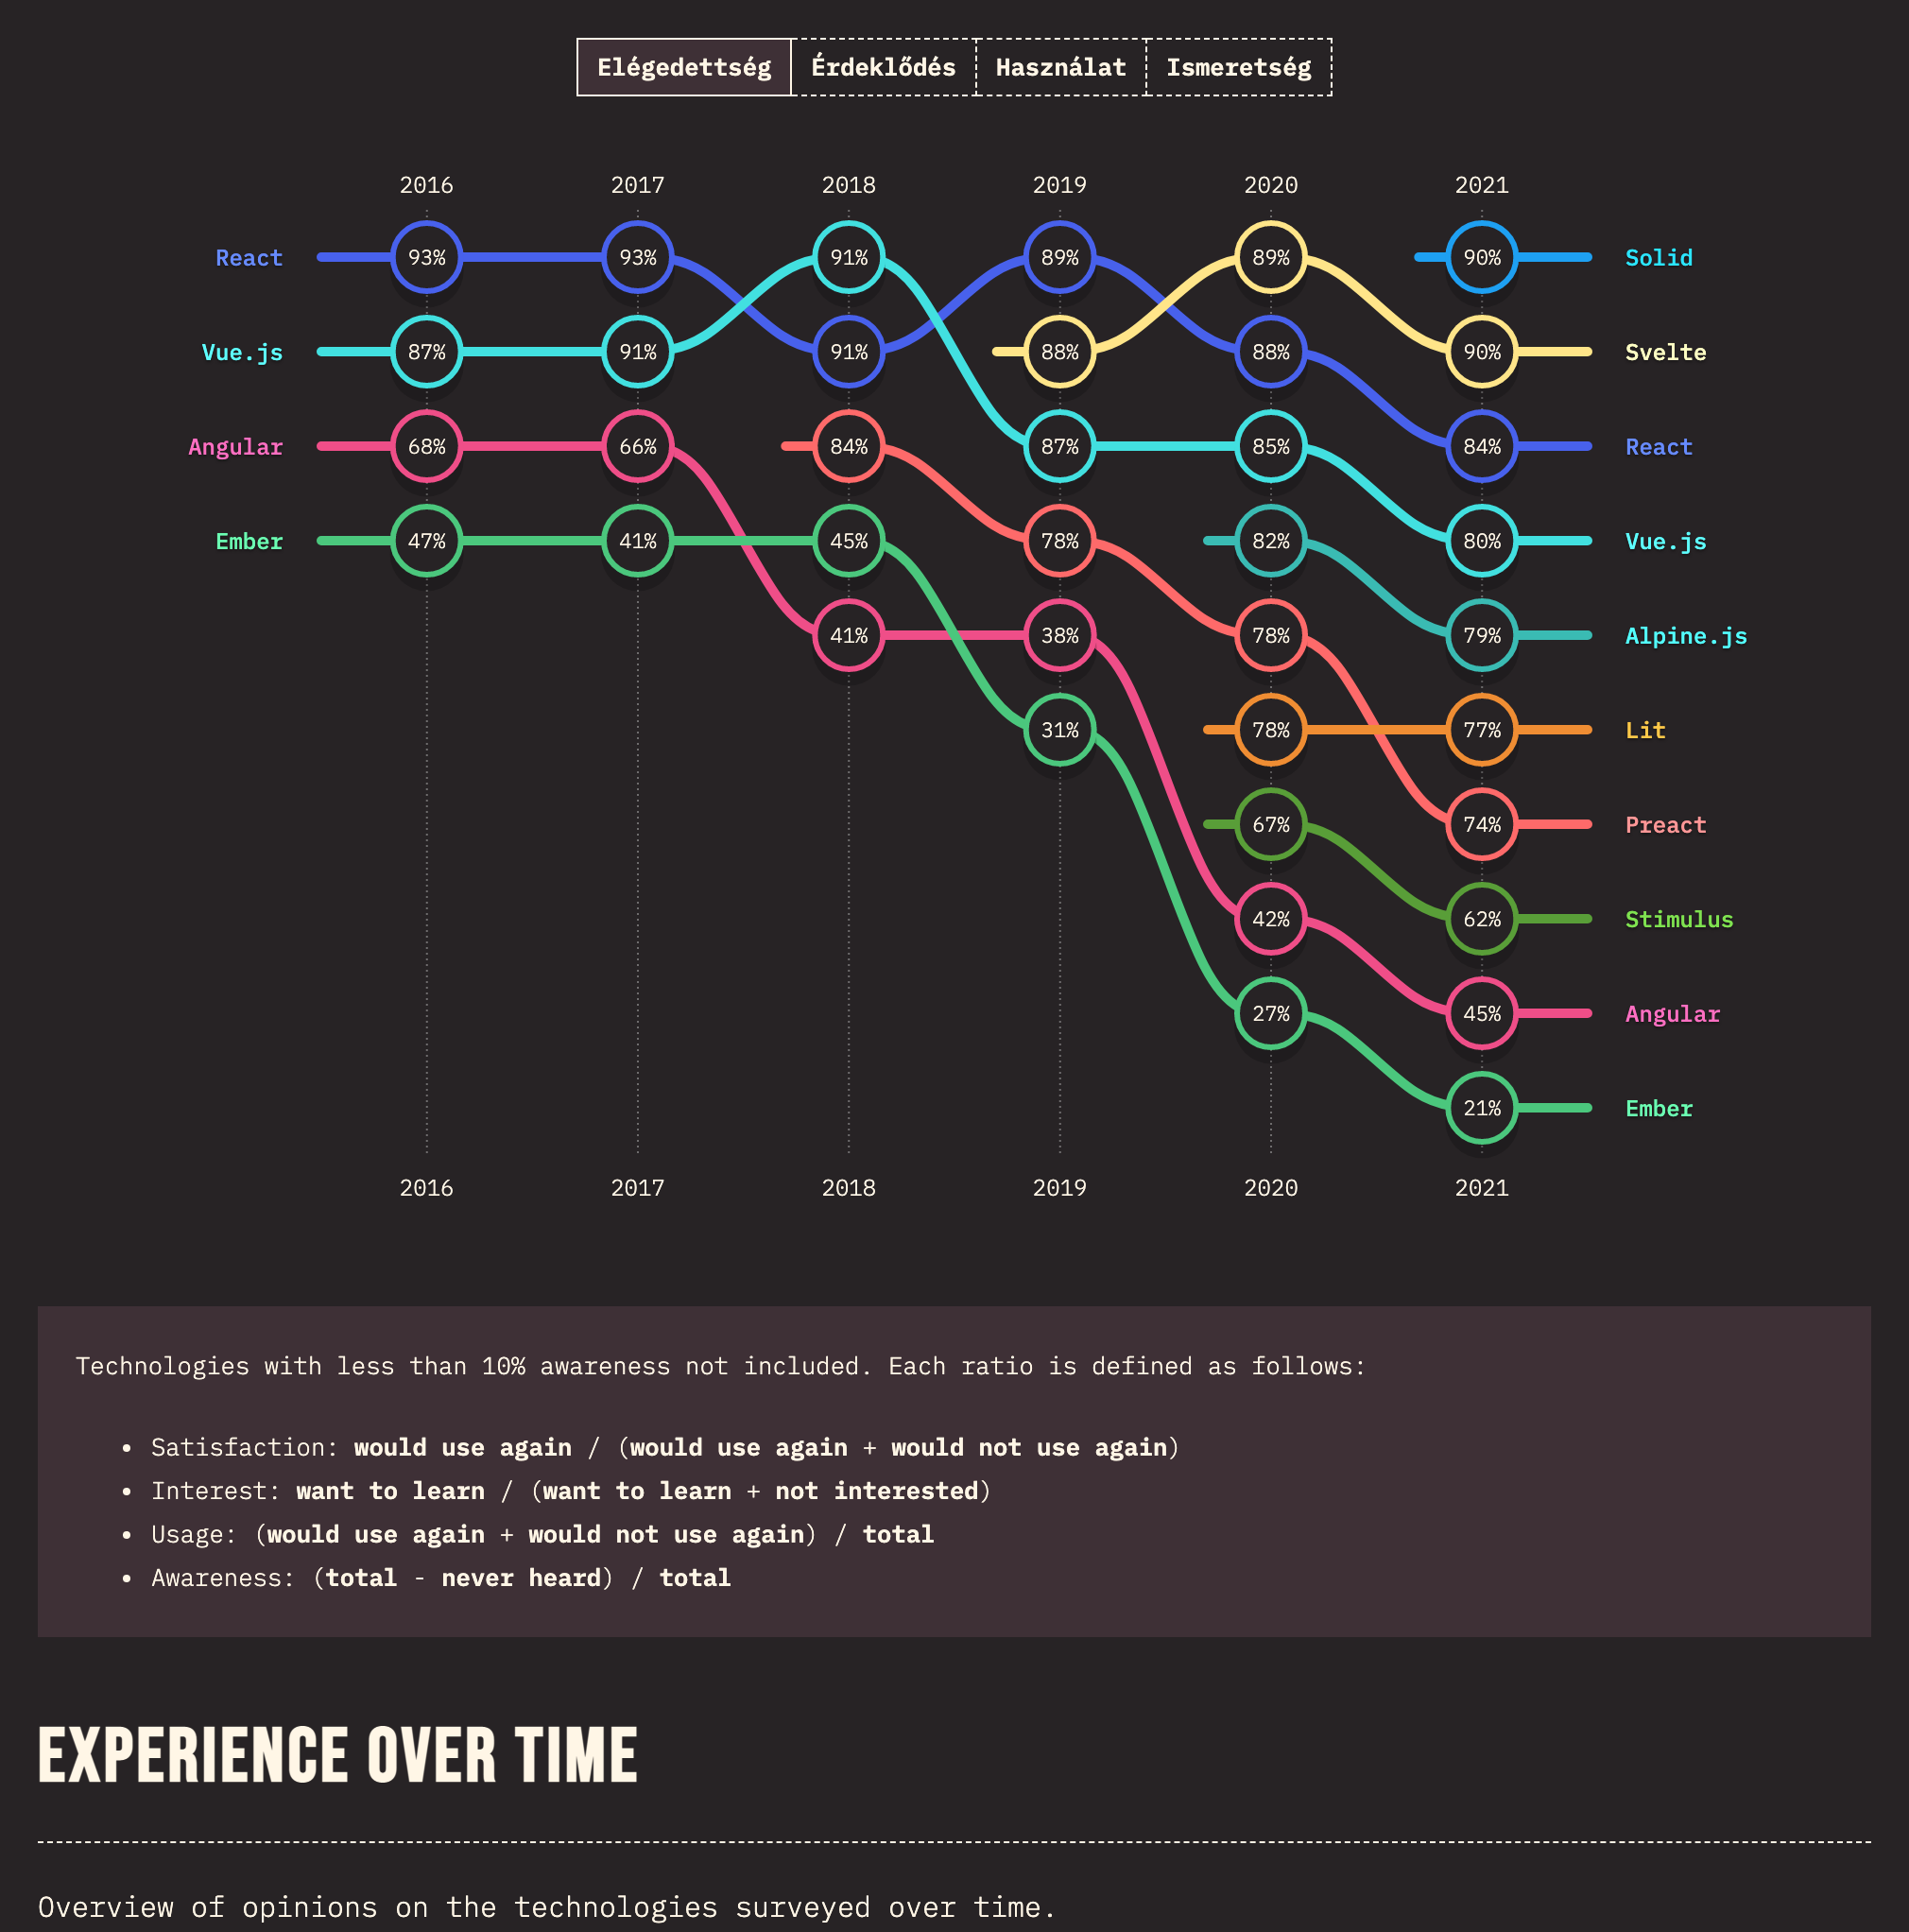 Elégedettség Érdeklődés Használat Ismeretség
2016 2017 2018 2019 2020 2021
React 93% 93% 91% 89% 89% 90% Solid
Vue.js 87% 91% 91% 88% 88% 90% Svelte
Angular 68% 66% 84% 87% 85% 84% React
Ember 47% 41% 45% 78% 82% 80% Vue.js
41% 38% 78% 79% Alpine.js
31% 78% 77% Lit
67% 74% Preact
42% 62% Stimulus
27% 45% Angular
21% Ember
2016 2017 2018 2019 2020 2021
Technologies with less than 10% awareness not included. Each ratio is defined as follows:
• Satisfaction: would use again / (would use again + would not use again)
• Interest: want to learn / (want to learn + not interested)
• Usage: (would use again + would not use again) / total
• Awareness: (total - never heard) / total
EXPERIENCE OVER TIME
Overview of opinions on the technologies surveyed over time.